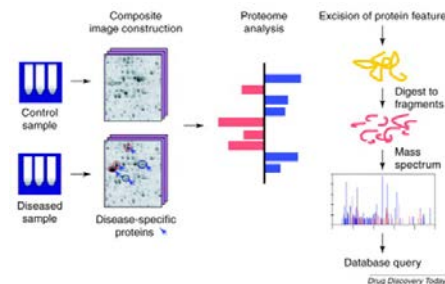 Composite
image construction
Proteome
analysis
Excision of protein feature
Control
sample
Digest to
fragments
Mass
spectrum
Diseased
sample
Disease-specific
proteins
Database query
Drug Discovery Today